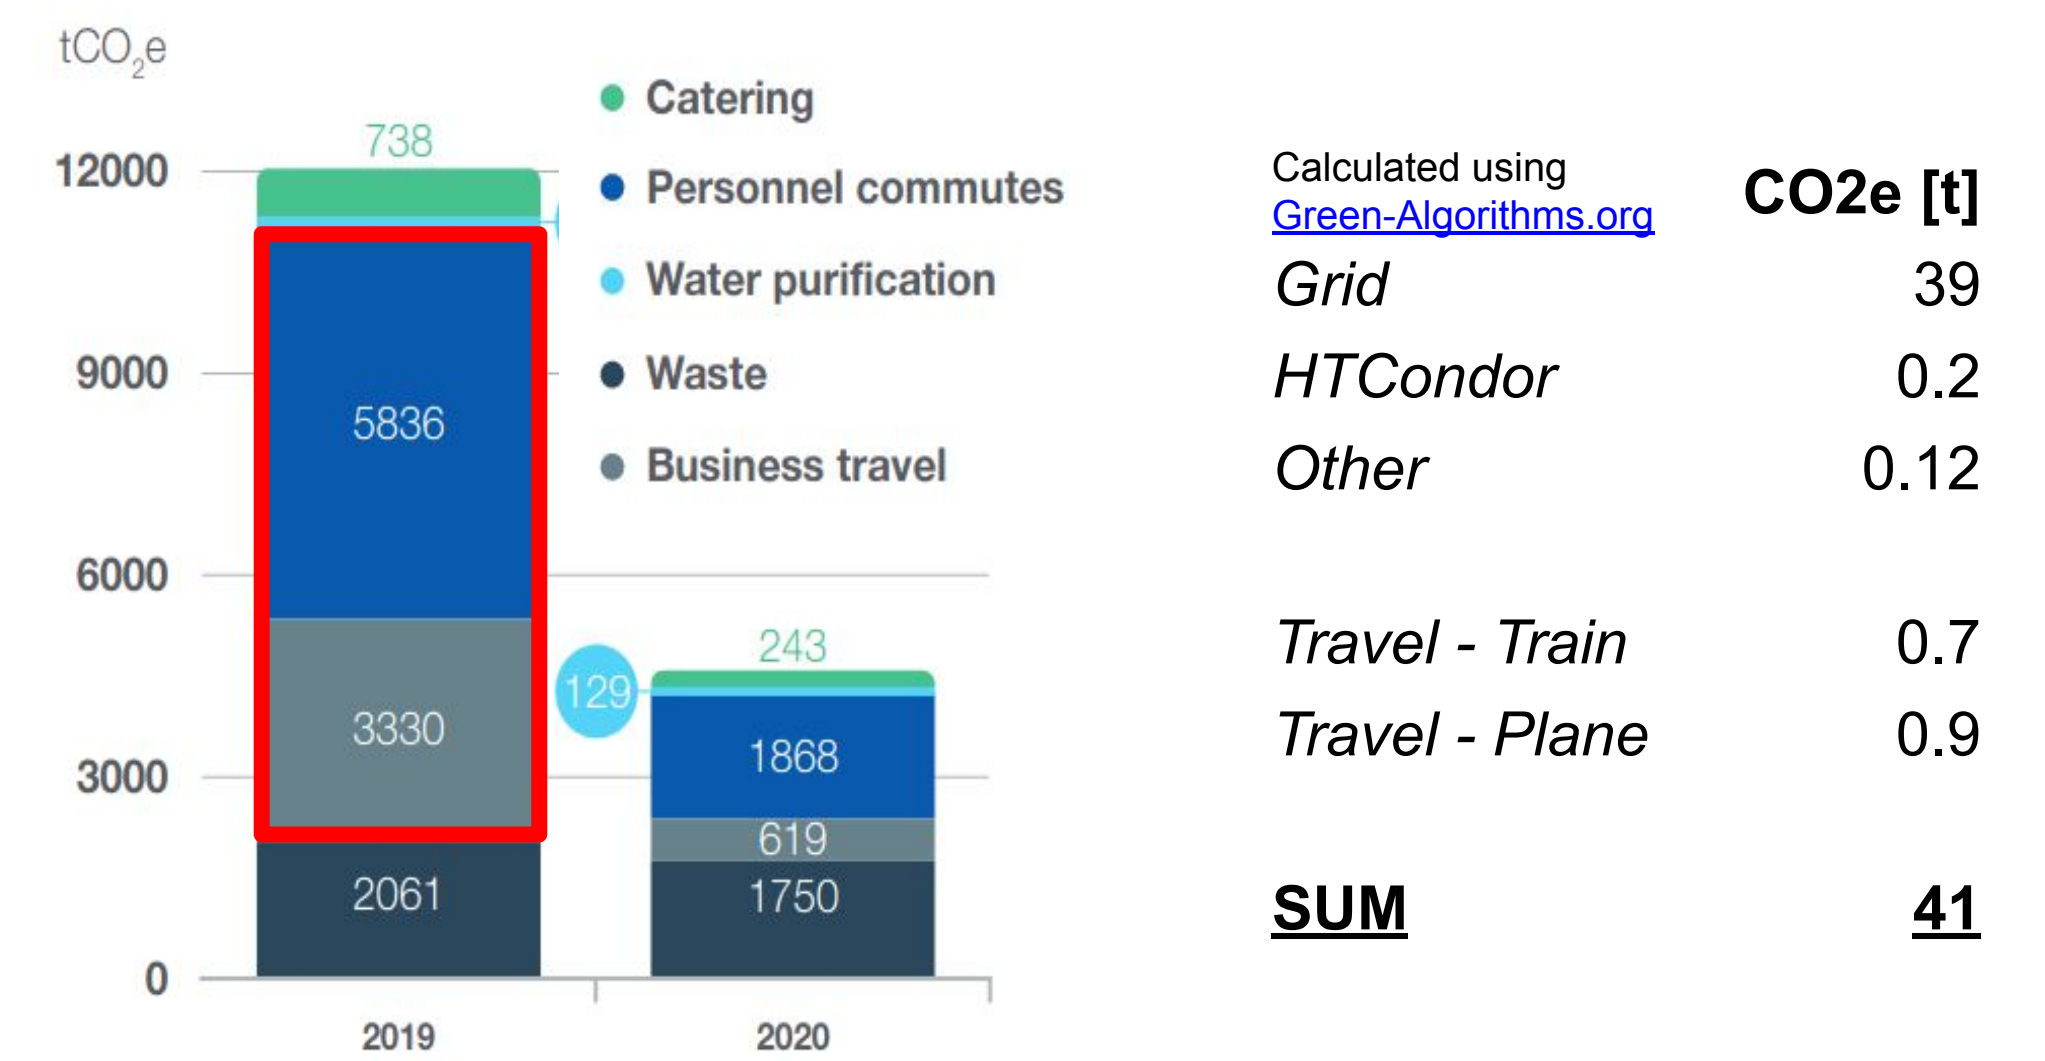 tCO2e
12000
9000
6000
3000
0
738
5836
3330
2061
2019
129
243
1868
619
1750
2020
Catering
Personnel commutes
Water purification
Waste
Business travel
Calculated using
Green-Algorithms.org
CO2e [t]
Grid 39
HTCondor 0.2
Other 0.12
Travel - Train 0.7
Travel - Plane 0.9
SUM 41